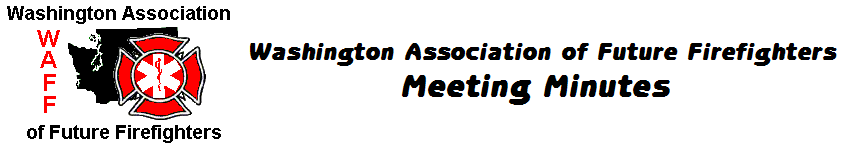 Washington Association
W
A
F
F
of Future Firefighters
Washington Association of Future Firefighters
Meeting Minutes